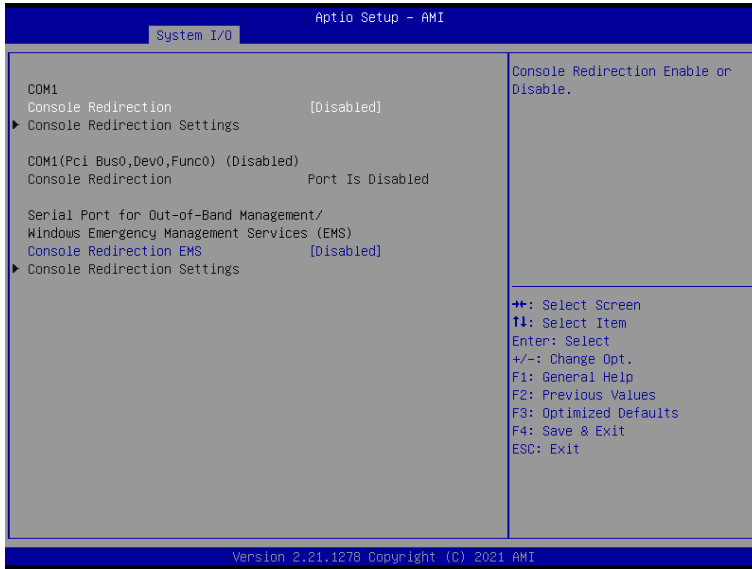 Aptio Setup - AMI
System I/O
COM1
Console Redirection [Disabled]
Console Redirection Settings
COM1(Pci Bus0,Dev0,Func0) (Disabled)
Console Redirection Port Is Disabled
Serial Port for Out-of-Band Management/
Windows Emergency Management Services (EMS)
Console Redirection EMS [Disabled]
Console Redirection Settings
Console Redirection Enable or
Disable.
→←: Select Screen
↑↓: Select Item
Enter: Select
+/-: Change Opt.
F1: General Help
F2: Previous Values
F3: Optimized Defaults
F4: Save & Exit
ESC: Exit
Version 2.21.1278 Copyright (C) 2021 AMI